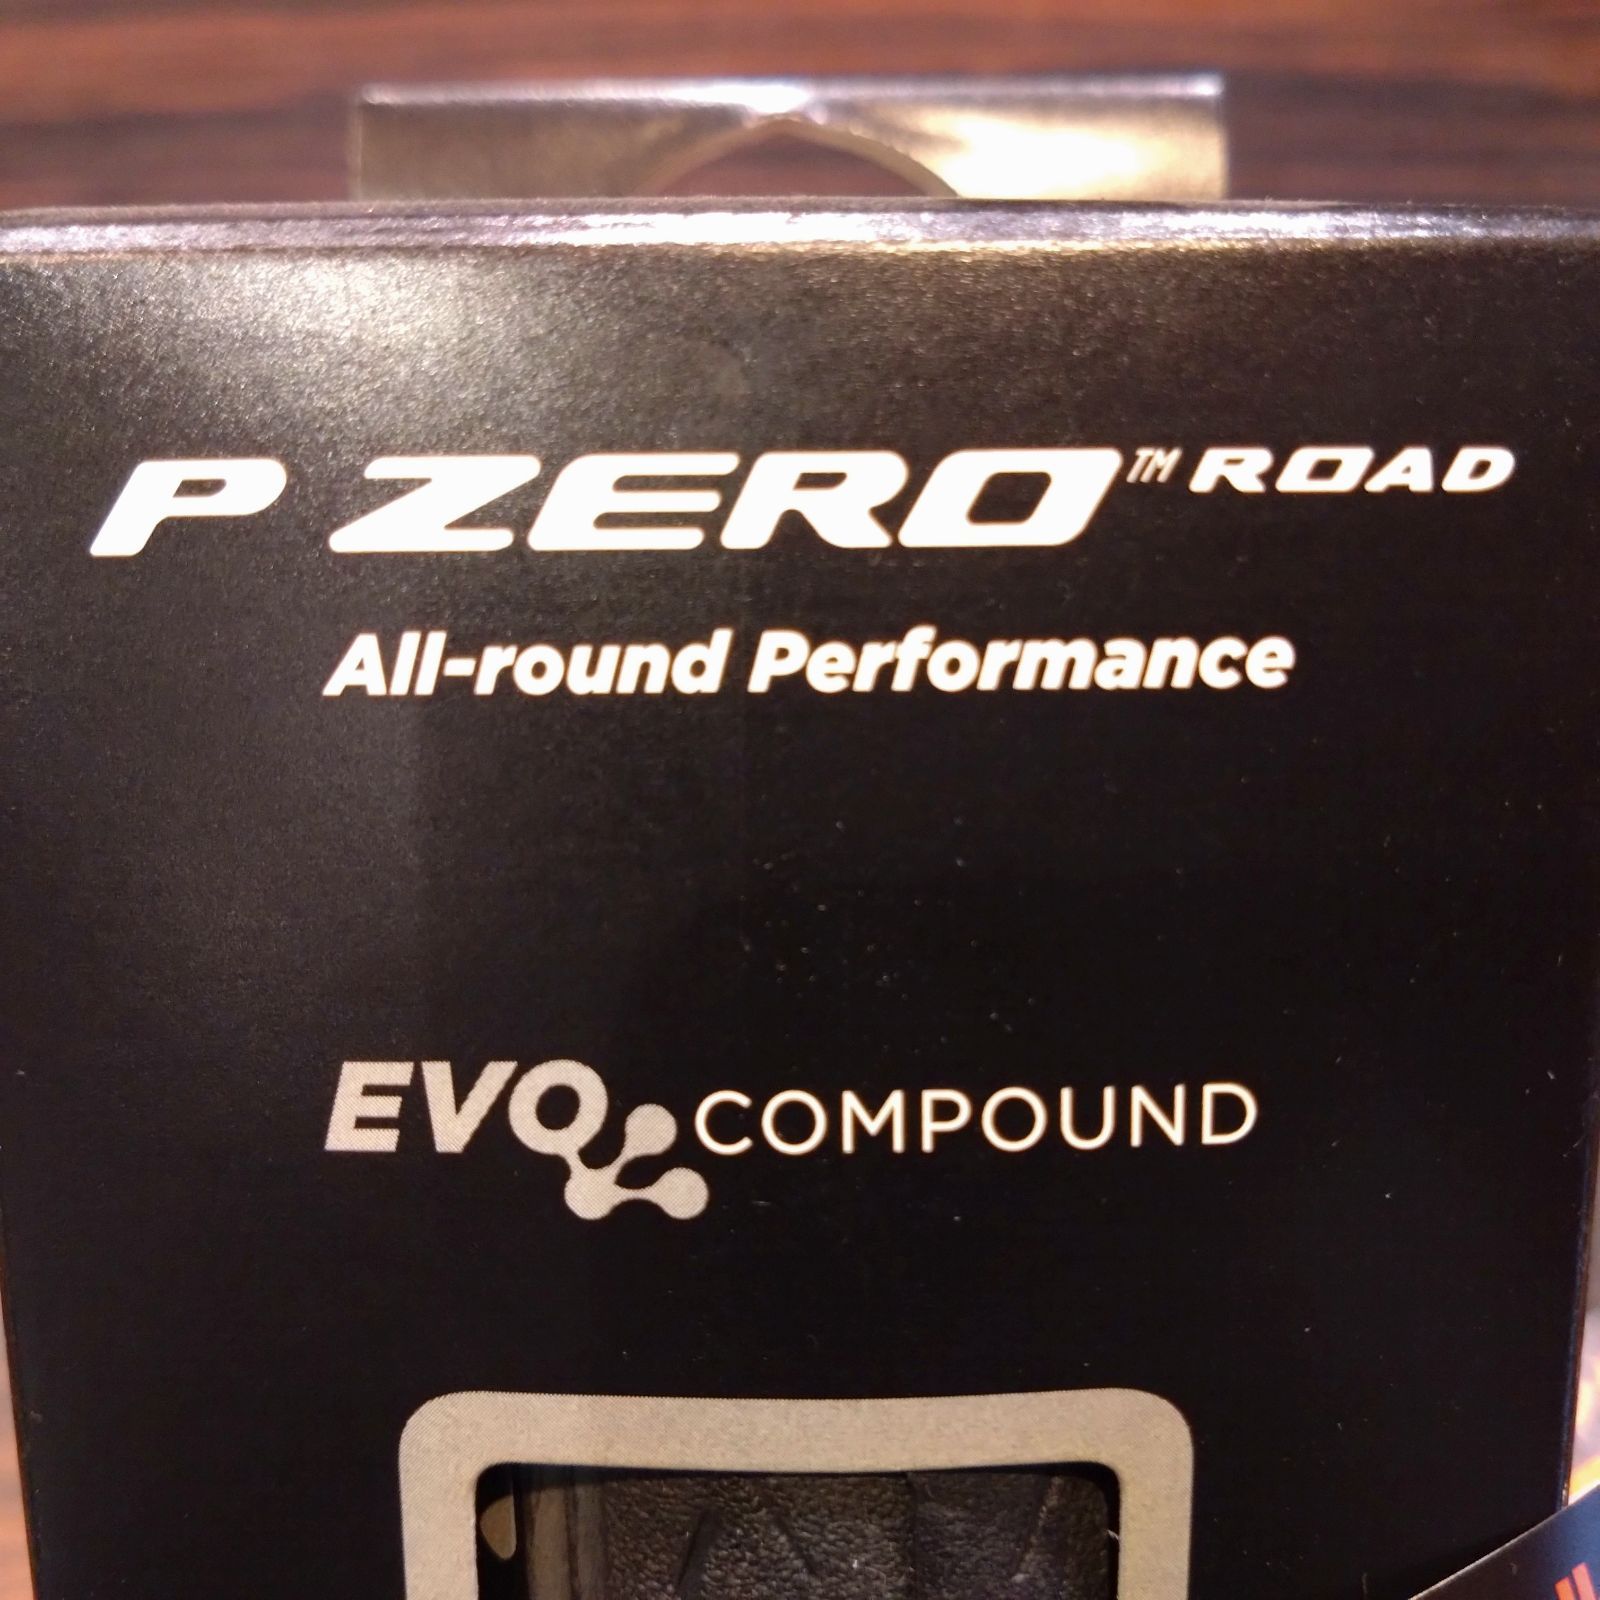 P ZERO™ ROAD
All-round Performance
EVO COMPOUND